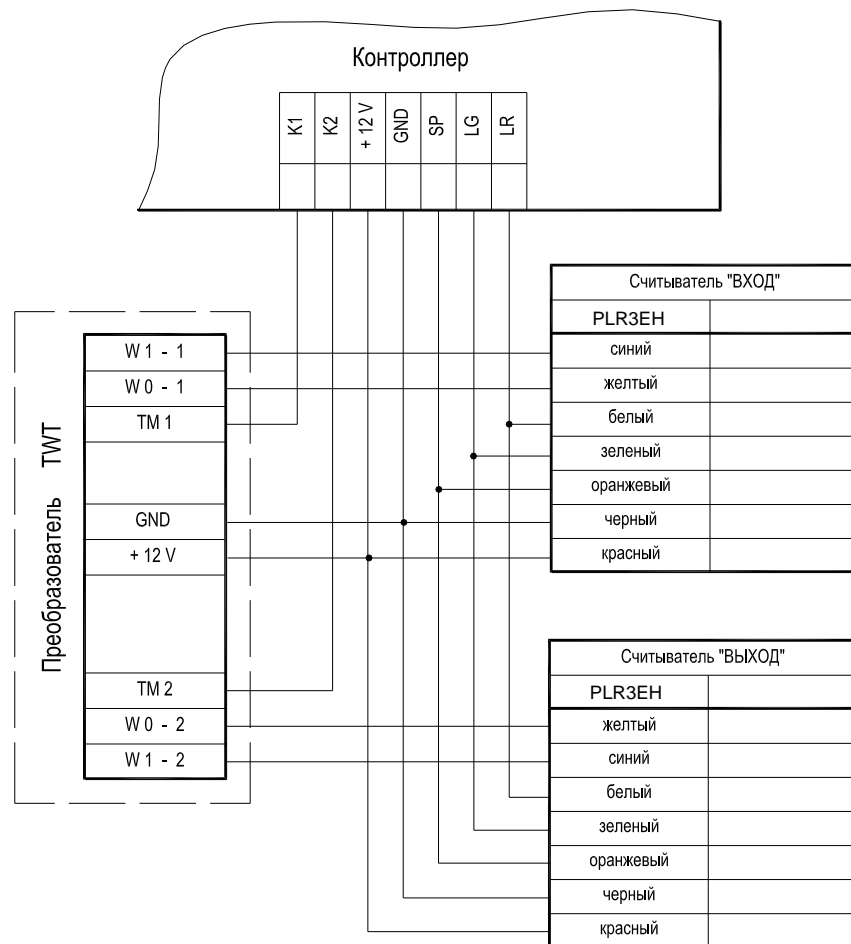 Контроллер
K1
K2
+ 12 V
GND
SP
LG
LR
Считыватель "ВХОД"
PLR3EH
синий
желтый
белый
зеленый
оранжевый
черный
красный
Преобразователь TWT
W 1 - 1
W 0 - 1
TM 1
GND
+ 12 V
TM 2
W 0 - 2
W 1 - 2
Считыватель "ВЫХОД"
PLR3EH
желтый
синий
белый
зеленый
оранжевый
черный
красный